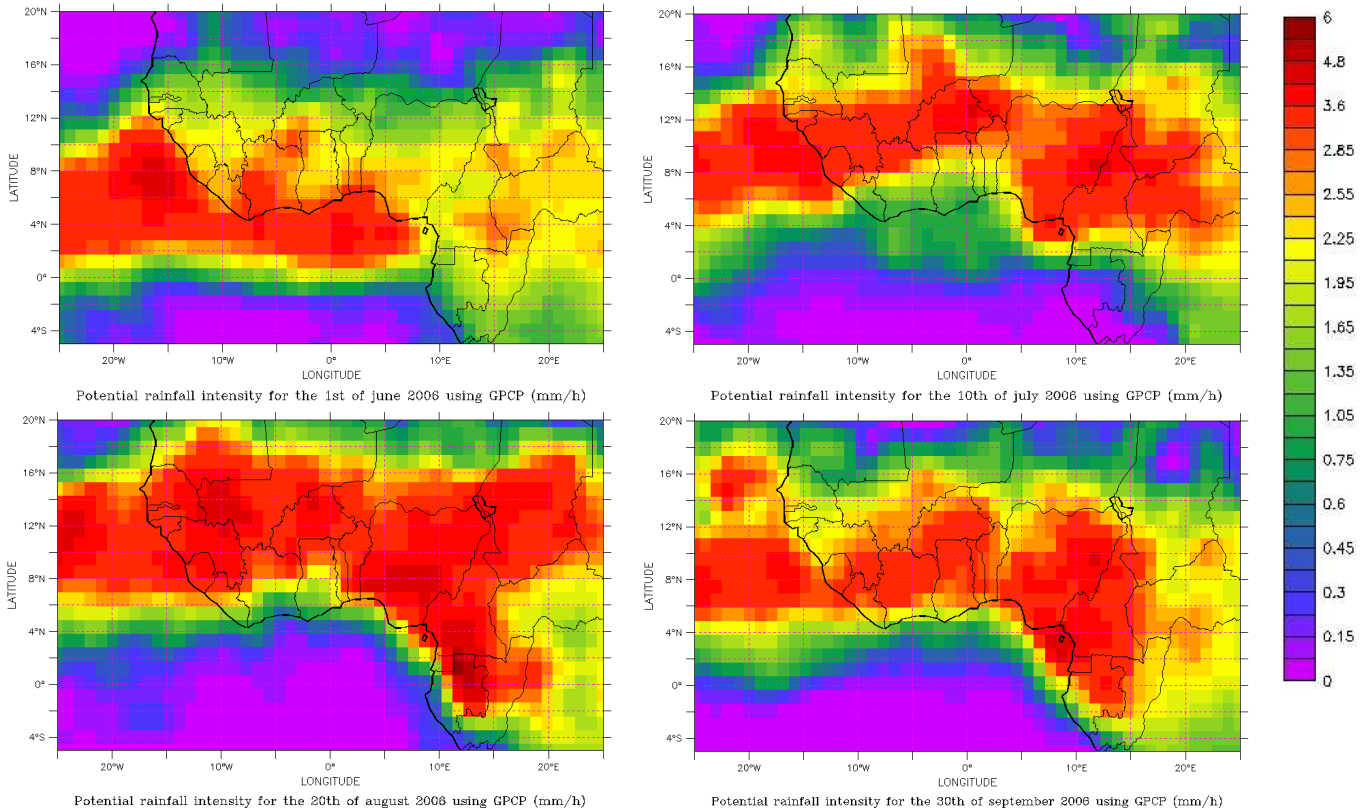 20°N
16°N
12°N
8°N
4°N
0°
4°S
LATITUDE
20°W
10°W
0°
10°E
20°E
LONGITUDE
Potential rainfall intensity for the 1st of june 2006 using GPCP (mm/h)
20°N
16°N
12°N
8°N
4°N
0°
4°S
LATITUDE
20°W
10°W
0°
10°E
20°E
LONGITUDE
Potential rainfall intensity for the 10th of july 2006 using GPCP (mm/h)
20°N
16°N
12°N
8°N
4°N
0°
4°S
LATITUDE
20°W
10°W
0°
10°E
20°E
LONGITUDE
Potential rainfall intensity for the 20th of august 2006 using GPCP (mm/h)
20°N
16°N
12°N
8°N
4°N
0°
4°S
LATITUDE
20°W
10°W
0°
10°E
20°E
LONGITUDE
Potential rainfall intensity for the 30th of september 2006 using GPCP (mm/h)
6
4.8
3.6
2.85
2.55
2.25
1.95
1.65
1.35
1.05
0.75
0.6
0.45
0.3
0.15
0